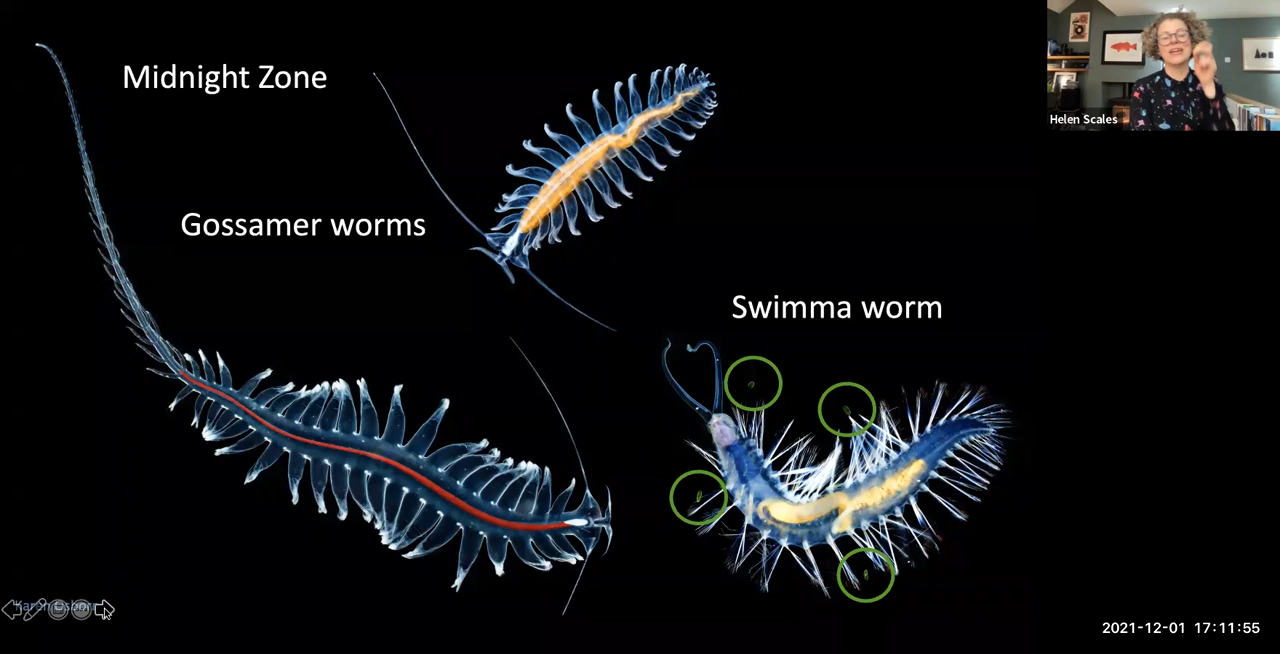 Midnight Zone
Helen Scales
Gossamer worms
Swimma worm
2021-12-01 17:11:55